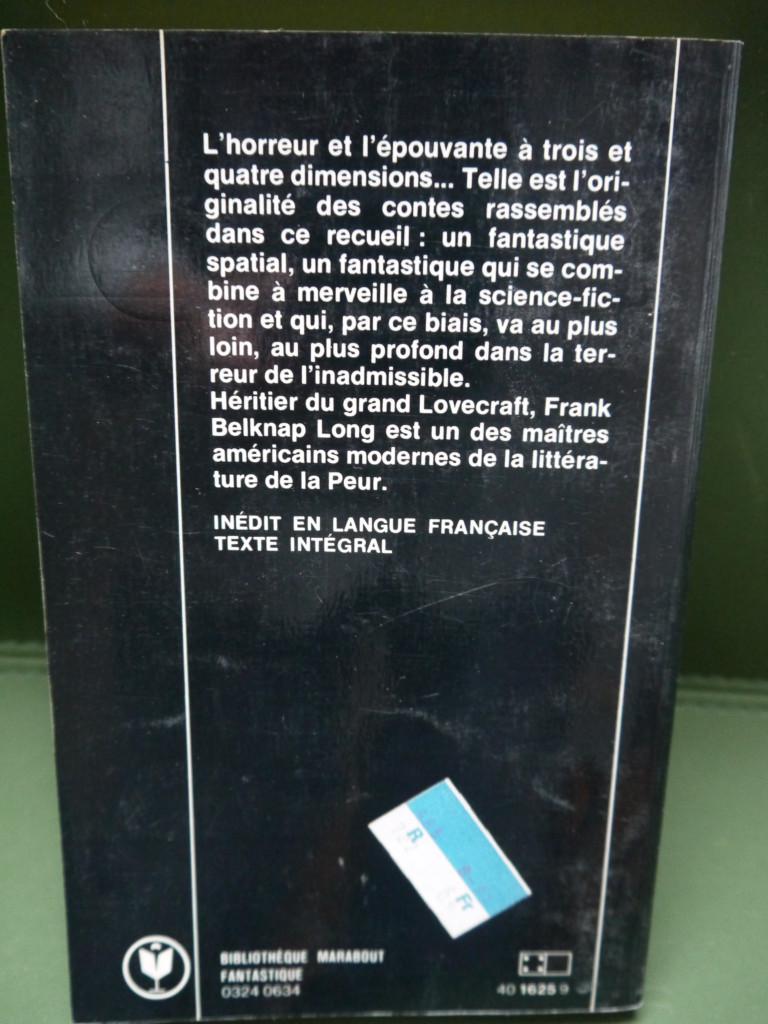 L'horreur et l'épouvante à trois et
quatre dimensions... Telle est l'ori-
ginalité des contes rassemblés
dans ce recueil : un fantastique
spatial, un fantastique qui se com-
bine à merveille à la science-fic-
tion et qui, par ce biais, va au plus
loin, au plus profond dans la ter-
reur de l'inadmissible.
Héritier du grand Lovecraft, Frank
Belknap Long est un des maîtres
américains modernes de la littéra-
ture de la Peur.
INÉDIT EN LANGUE FRANÇAISE
TEXTE INTÉGRAL
R
Fr
BIBLIOTHÈQUE MARABOUT
FANTASTIQUE
0324 0634
40 1625 9